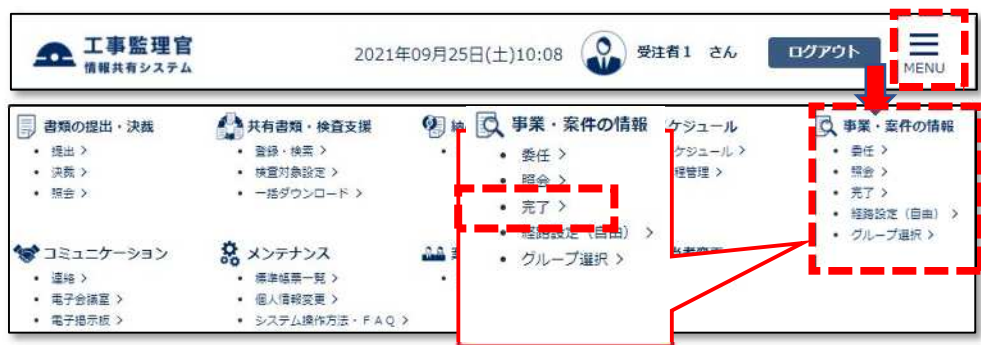 工事監理官
情報共有システム
2021年09月25日(土)10:08
受注者1 さん
ログアウト
MENU
書類の提出・決裁
・ 提出 >
・ 決裁 >
・ 照会 >
共有書類・検査支援
・ 登録・検索 >
・ 検査対象設定 >
・ 一括ダウンロード >
事業・案件の情報
・ 委任 >
・ 照会 >
・ 完了 >
・ 経路設定(自由) >
・ グループ選択 >
ケジュール
ケジュール >
程管理 >
事業・案件の情報
・ 委任 >
・ 照会 >
・ 完了 >
・ 経路設定(自由) >
・ グループ選択 >
コミュニケーション
・ 連絡 >
・ 電子会議室 >
・ 電子掲示板 >
メンテナンス
・ 標準帳票一覧 >
・ 個人情報変更 >
・ システム操作方法・FAQ >